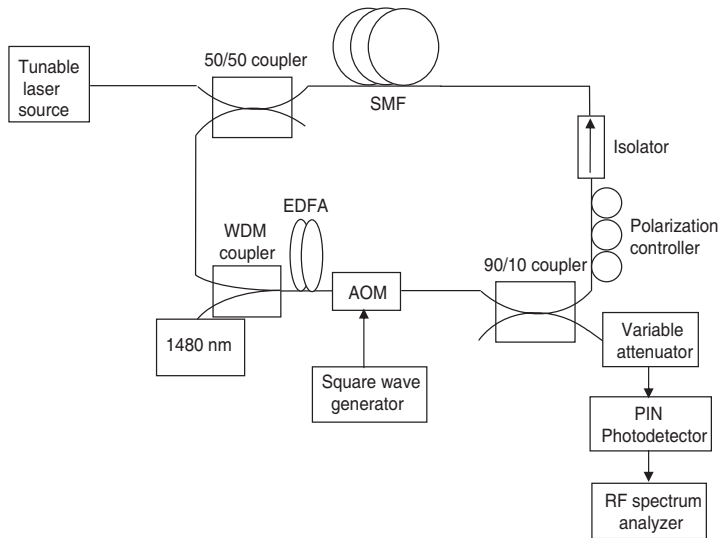 Tunable
laser
source
50/50 coupler
SMF
Isolator
Polarization
controller
EDFA
WDM
coupler
1480 nm
AOM
90/10 coupler
Square wave
generator
Variable
attenuator
PIN
Photodetector
RF spectrum
analyzer